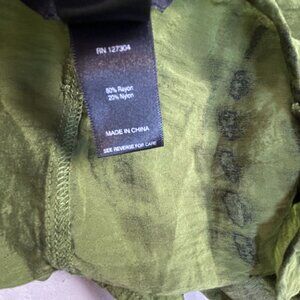 RN 127304
80% Rayon
20% Nylon
MADE IN CHINA
SEE REVERSE FOR CARE